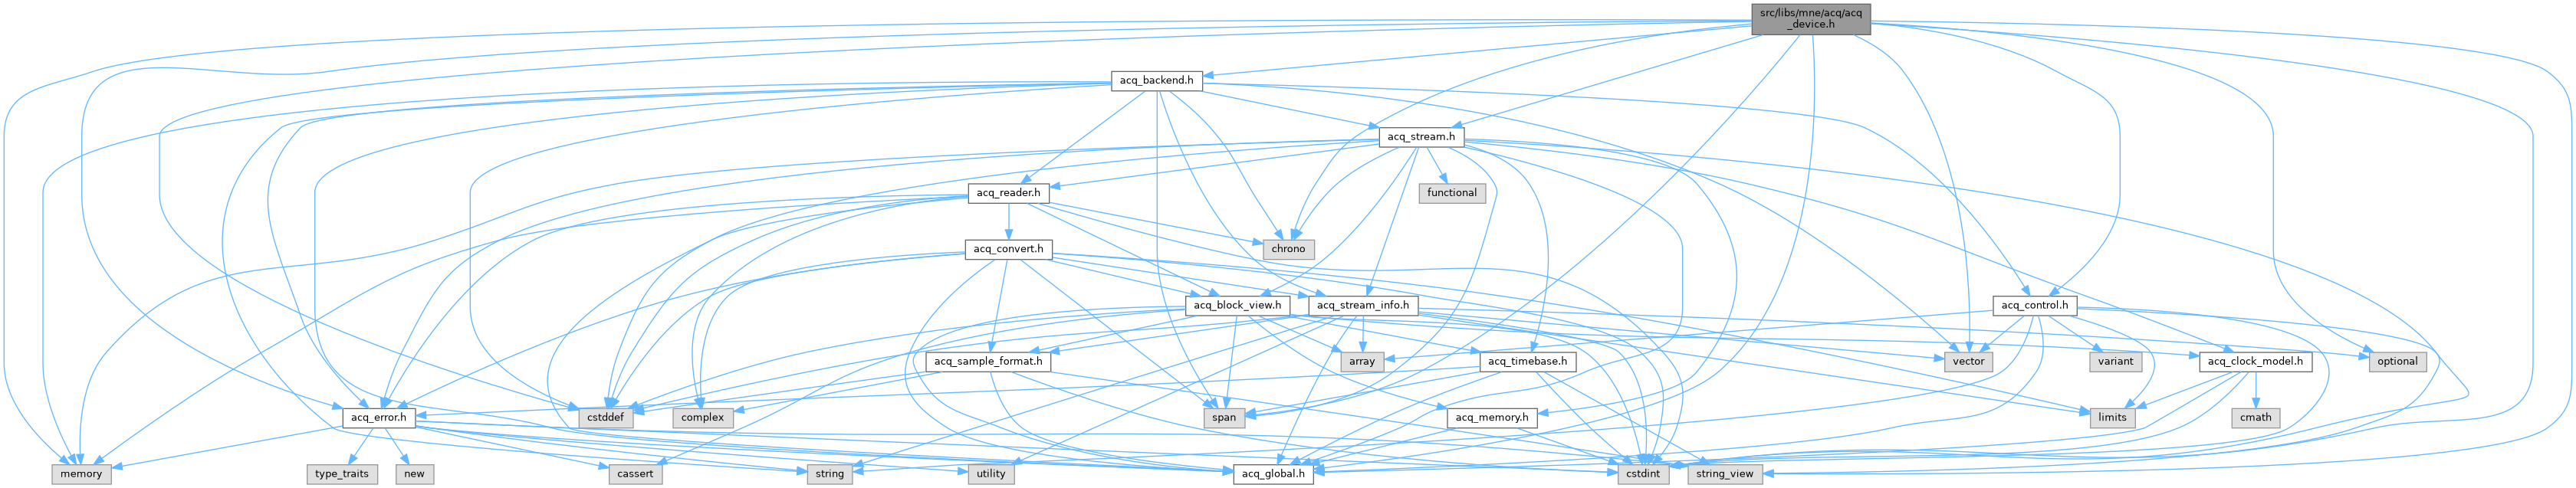 src/libs/mne/acq/acq
_device.h
acq_backend.h
acq_stream.h
acq_reader.h
functional
acq_convert.h
chrono
acq_block_view.h
acq_stream_info.h
acq_control.h
acq_sample_format.h
array
acq_timebase.h
vector
variant
acq_clock_model.h
optional
acq_error.h
cstddef
complex
span
acq_memory.h
limits
cmath
memory
type_traits
new
cassert
string
utility
acq_global.h
cstdint
string_view